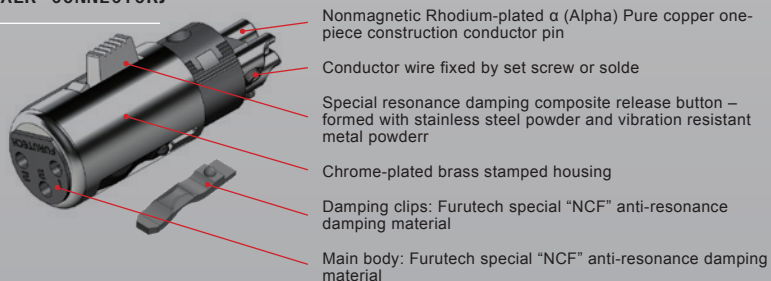 CONNECTOR）
Nonmagnetic Rhodium-plated α (Alpha) Pure copper one-
piece construction conductor pin
Conductor wire fixed by set screw or solde
Special resonance damping composite release button –
formed with stainless steel powder and vibration resistant
metal powderr
Chrome-plated brass stamped housing
FURUTECH
Damping clips: Furutech special “NCF” anti-resonance
damping material
Main body: Furutech special “NCF” anti-resonance damping
material